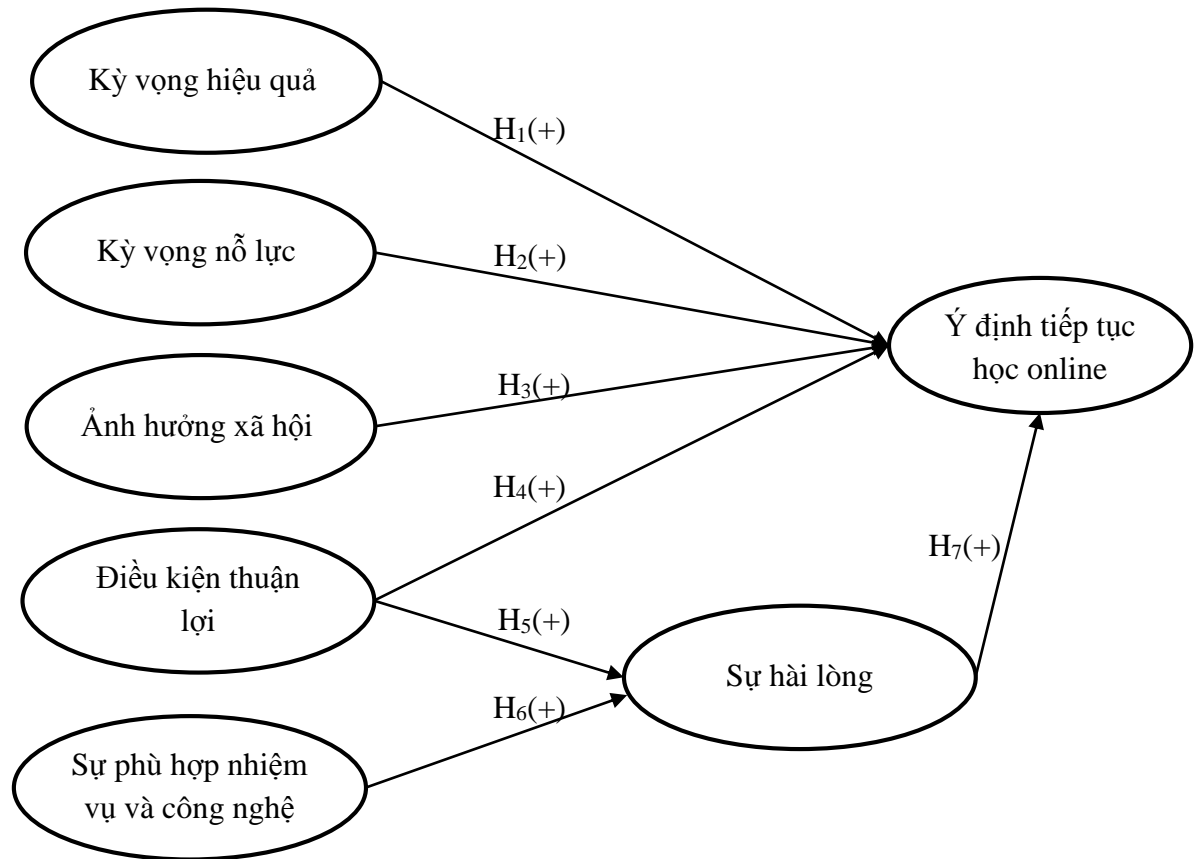 Kỳ vọng hiệu quả
H₁(+)
Kỳ vọng nỗ lực
H₂(+)
Ý định tiếp tục
học online
Ảnh hưởng xã hội
H₃(+)
H₄(+)
Điều kiện thuận
lợi
H₅(+)
H₇(+)
Sự hài lòng
H₆(+)
Sự phù hợp nhiệm
vụ và công nghệ